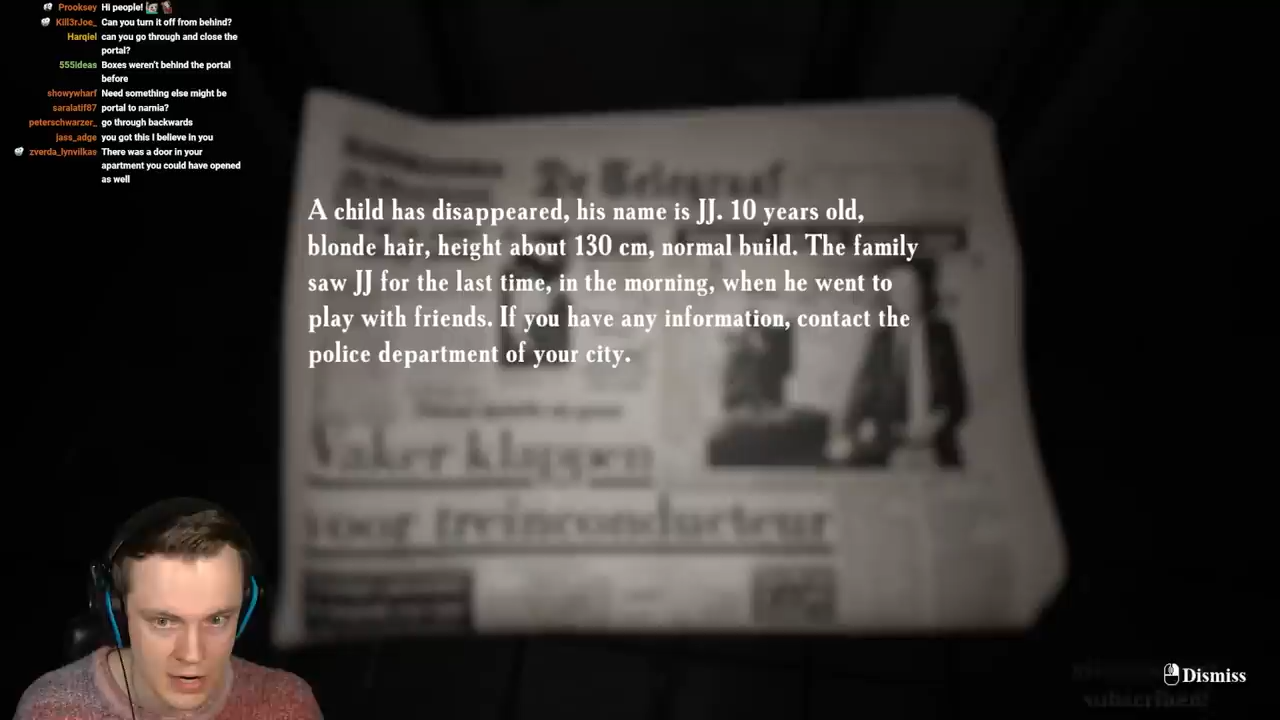 Prooksey Hi people!
Kill3rJoe_ Can you turn it off from behind?
Harqiel can you go through and close the
portal?
555ideas Boxes weren't behind the portal
before
showywharf Need something else might be
saralatif87 portal to narnia?
peterschwarzer_ go through backwards
jass_adge you got this I believe in you
zverda_lynvilkas There was a door in your
apartment you could have opened
as well
De Telegraaf
A child has disappeared, his name is JJ. 10 years old,
blonde hair, height about 130 cm, normal build. The family
saw JJ for the last time, in the morning, when he went to
play with friends. If you have any information, contact the
police department of your city.
Vaker klappen
voor treinconducteur
Dismiss
subscribed!